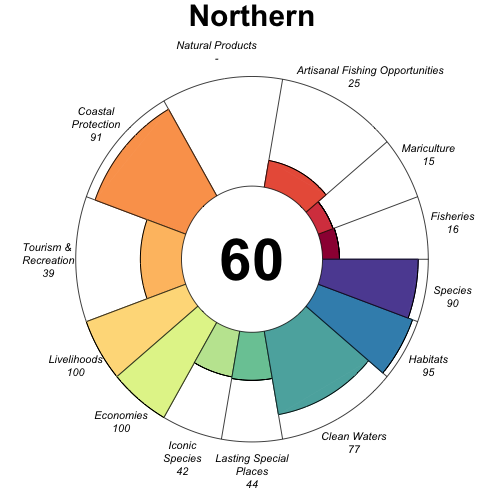 Northern
Natural Products
-
Artisanal Fishing Opportunities
25
Coastal
Protection
91
Mariculture
15
Fisheries
16
Tourism &
Recreation
39
60
Species
90
Livelihoods
100
Habitats
95
Economies
100
Clean Waters
77
Iconic
Species
42
Lasting Special
Places
44